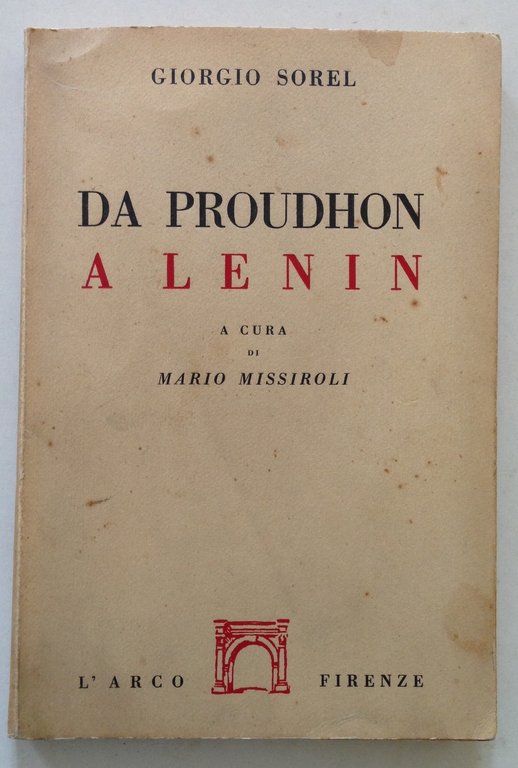 GIORGIO SOREL
DA PROUDHON
A LENIN
A CURA
DI
MARIO MISSIROLI
L'ARCO FIRENZE